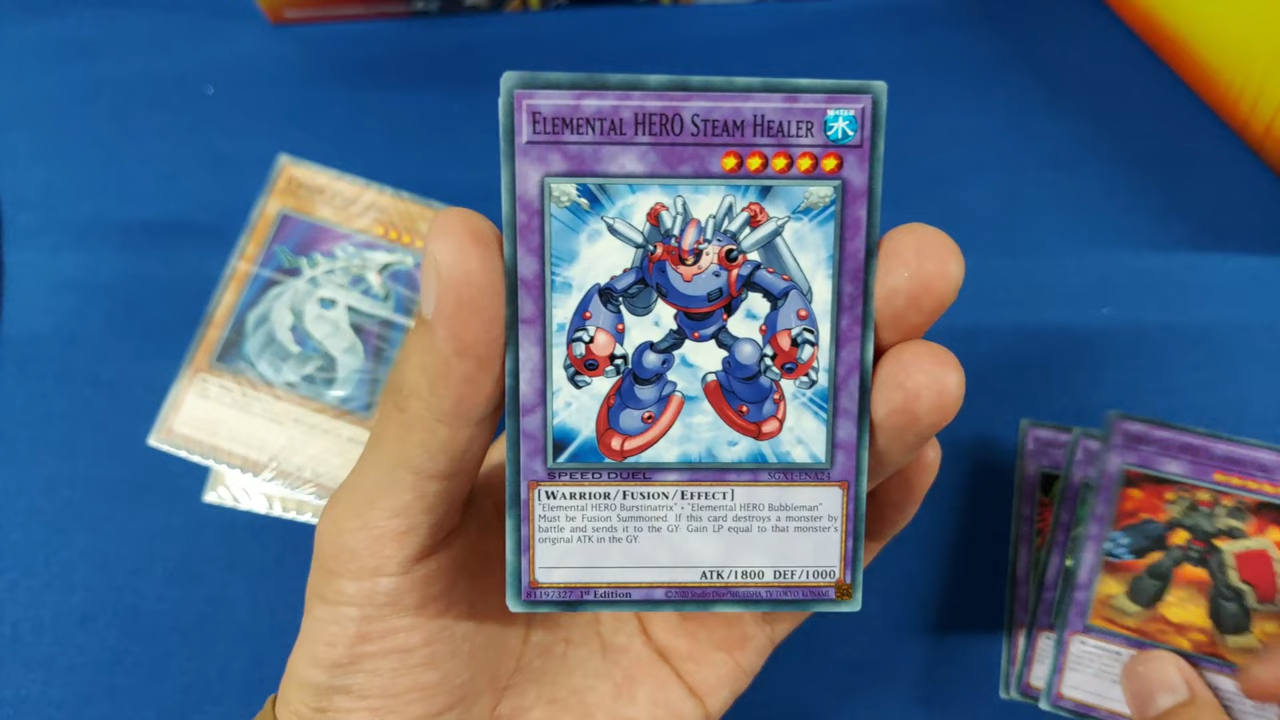 Elemental HERO Steam Healer
WATER
水
SPEED DUEL
SGX1-ENA24
[Warrior/Fusion/Effect]
"Elemental HERO Burstinatrix" + "Elemental HERO Bubbleman"
Must be Fusion Summoned. If this card destroys a monster by
battle and sends it to the GY: Gain LP equal to that monster's
original ATK in the GY.
ATK/1800 DEF/1000
81197327 1st Edition
©2020 Studio Dice/SHUEISHA, TV TOKYO, KONAMI